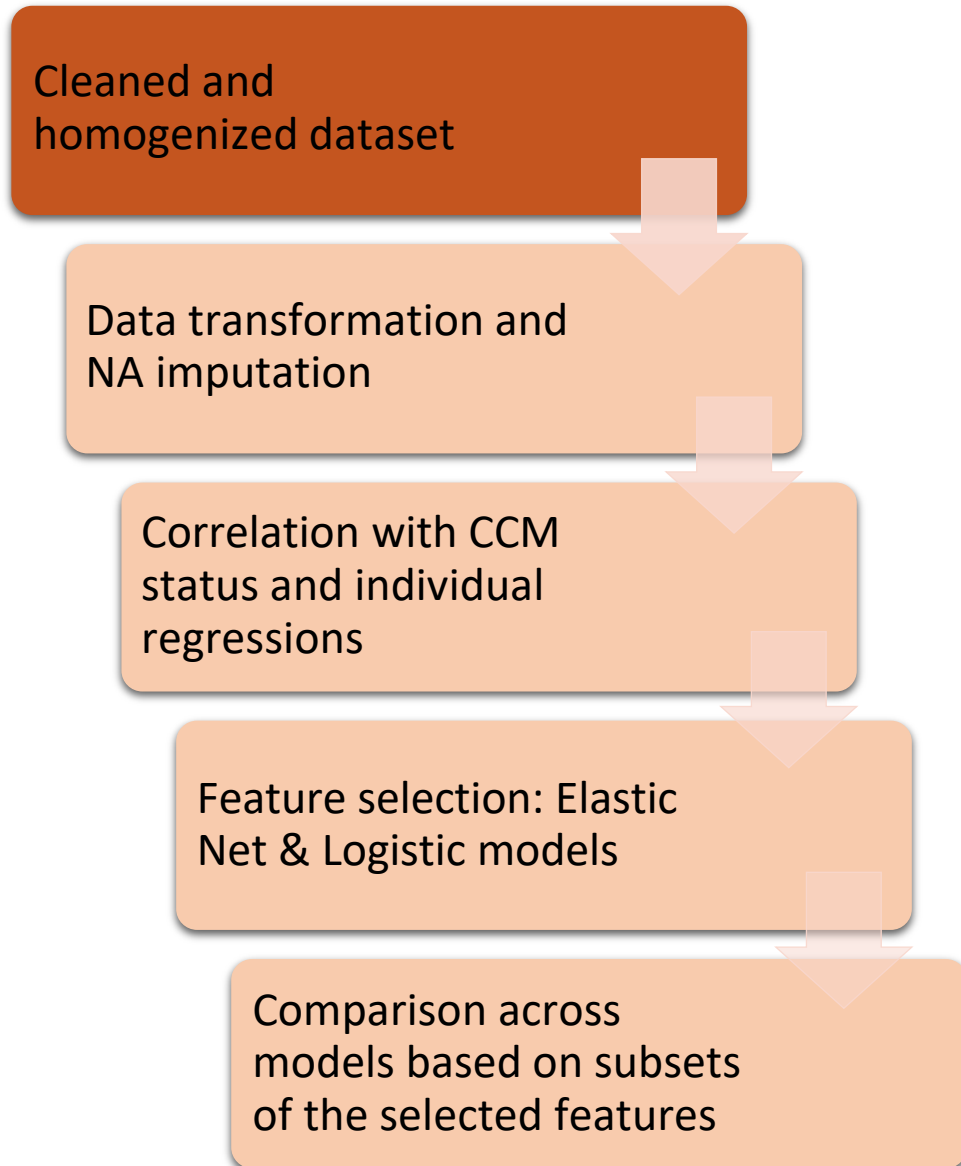 Cleaned and
homogenized dataset
Data transformation and
NA imputation
Correlation with CCM
status and individual
regressions
Feature selection: Elastic
Net & Logistic models
Comparison across
models based on subsets
of the selected features